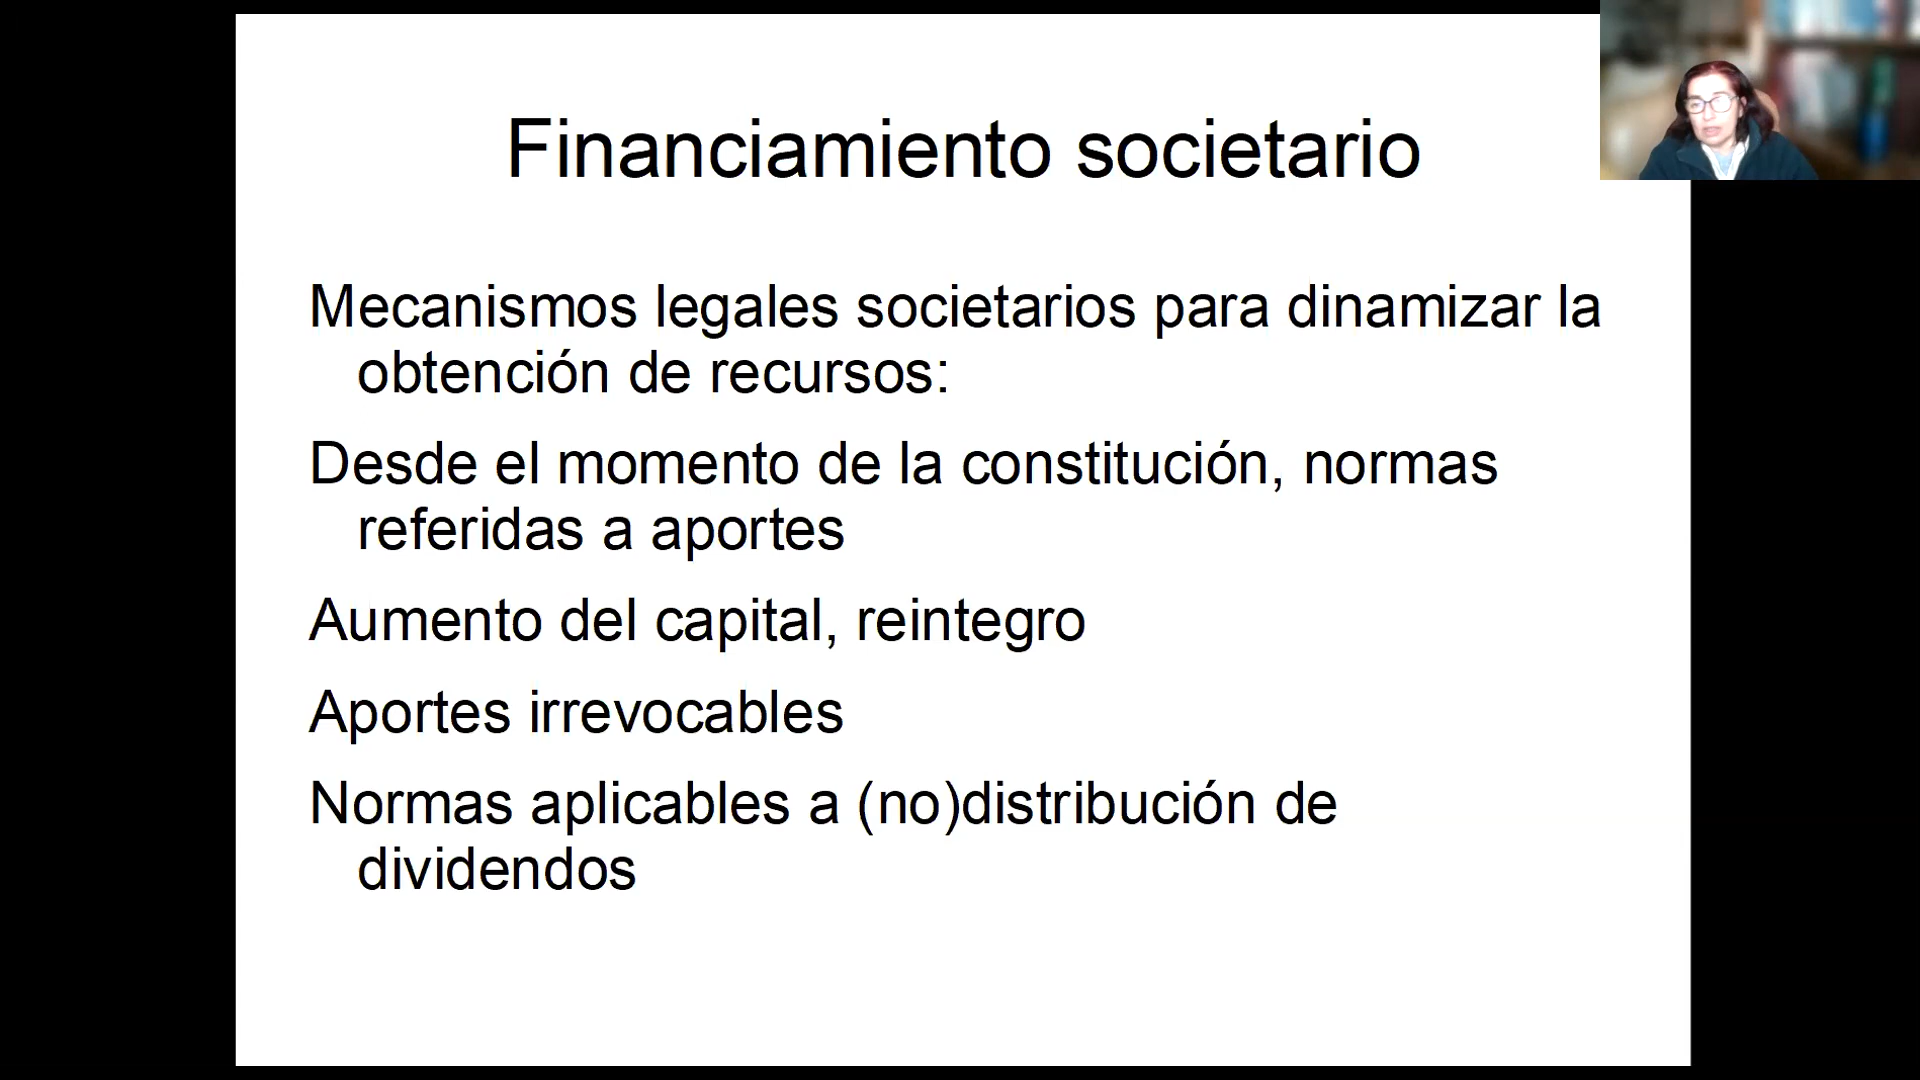 Financiamiento societario
Mecanismos legales societarios para dinamizar la
obtención de recursos:
Desde el momento de la constitución, normas
referidas a aportes
Aumento del capital, reintegro
Aportes irrevocables
Normas aplicables a (no)distribución de
dividendos